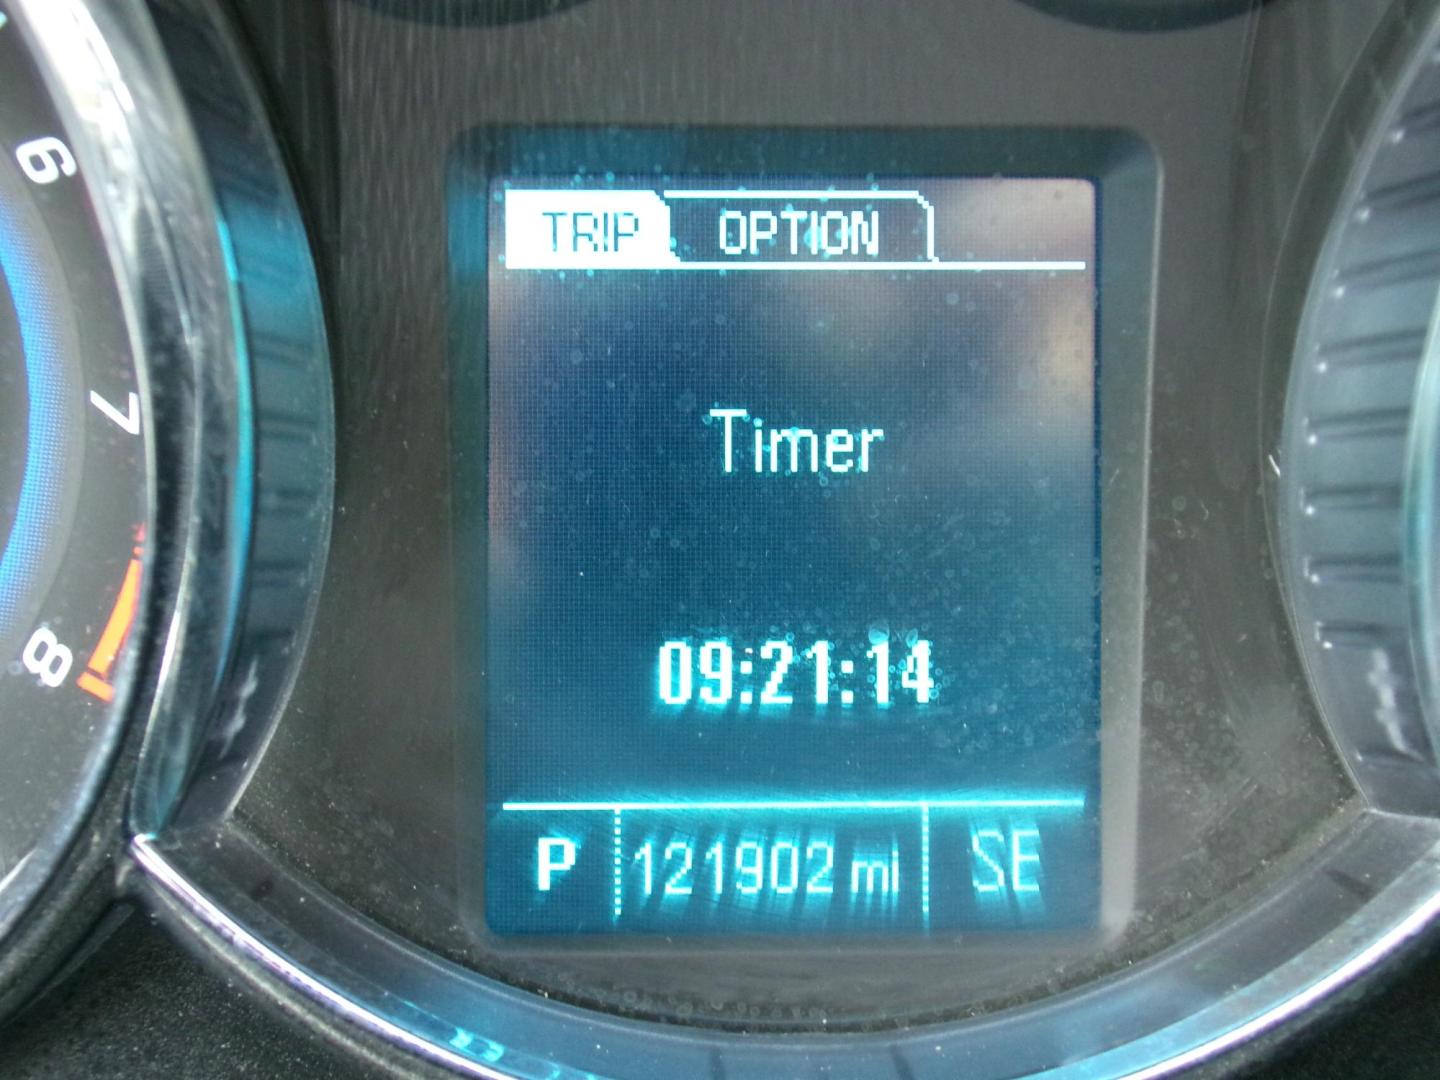 TRIP OPTION
Timer
09:21:14
P 121902 mi SE
6
7
8